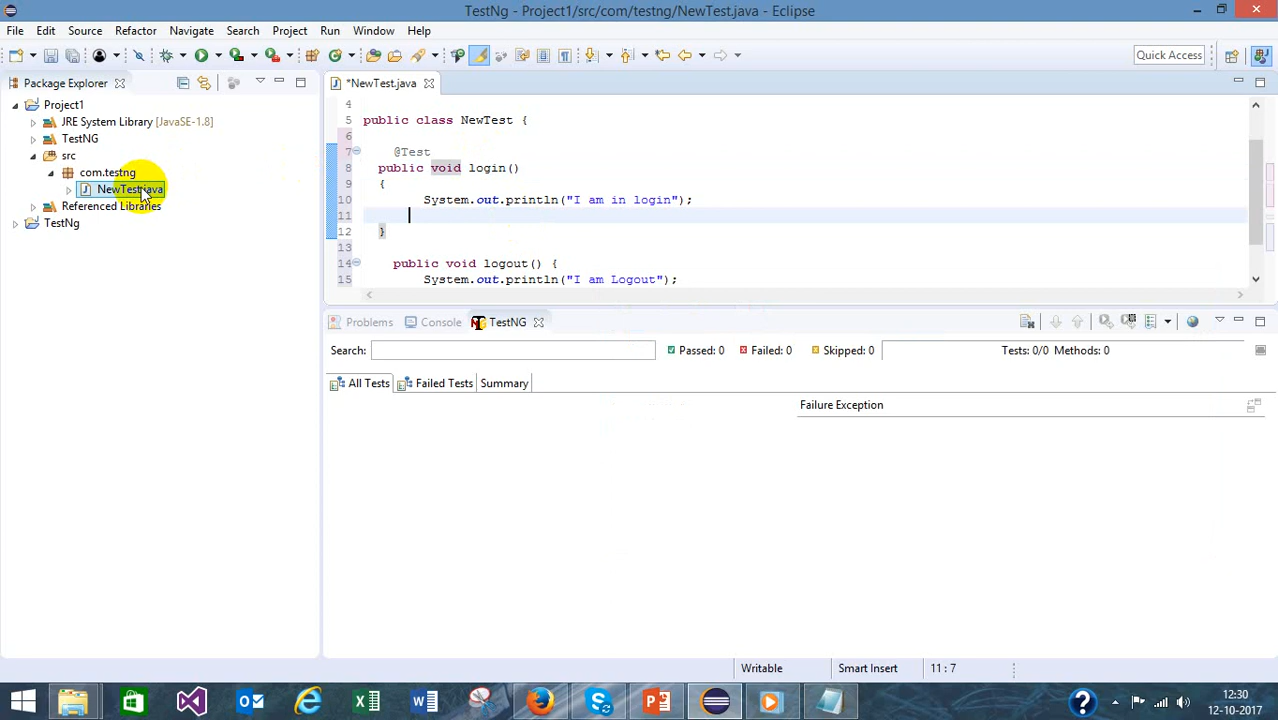 TestNg - Project1/src/com/testng/NewTest.java - Eclipse
File Edit Source Refactor Navigate Search Project Run Window Help
Quick Access
Package Explorer
*NewTest.java
Project1
JRE System Library [JavaSE-1.8]
TestNG
src
com.testng
NewTest.java
Referenced Libraries
TestNg
4
5 public class NewTest {
6
7 @Test
8 public void login()
9 {
10 System.out.println("I am in login");
11
12 }
13
14 public void logout() {
15 System.out.println("I am Logout");
Problems Console TestNG
Search: Passed: 0 Failed: 0 Skipped: 0 Tests: 0/0 Methods: 0
All Tests Failed Tests Summary
Failure Exception
Writable Smart Insert 11 : 7
12:30
12-10-2017